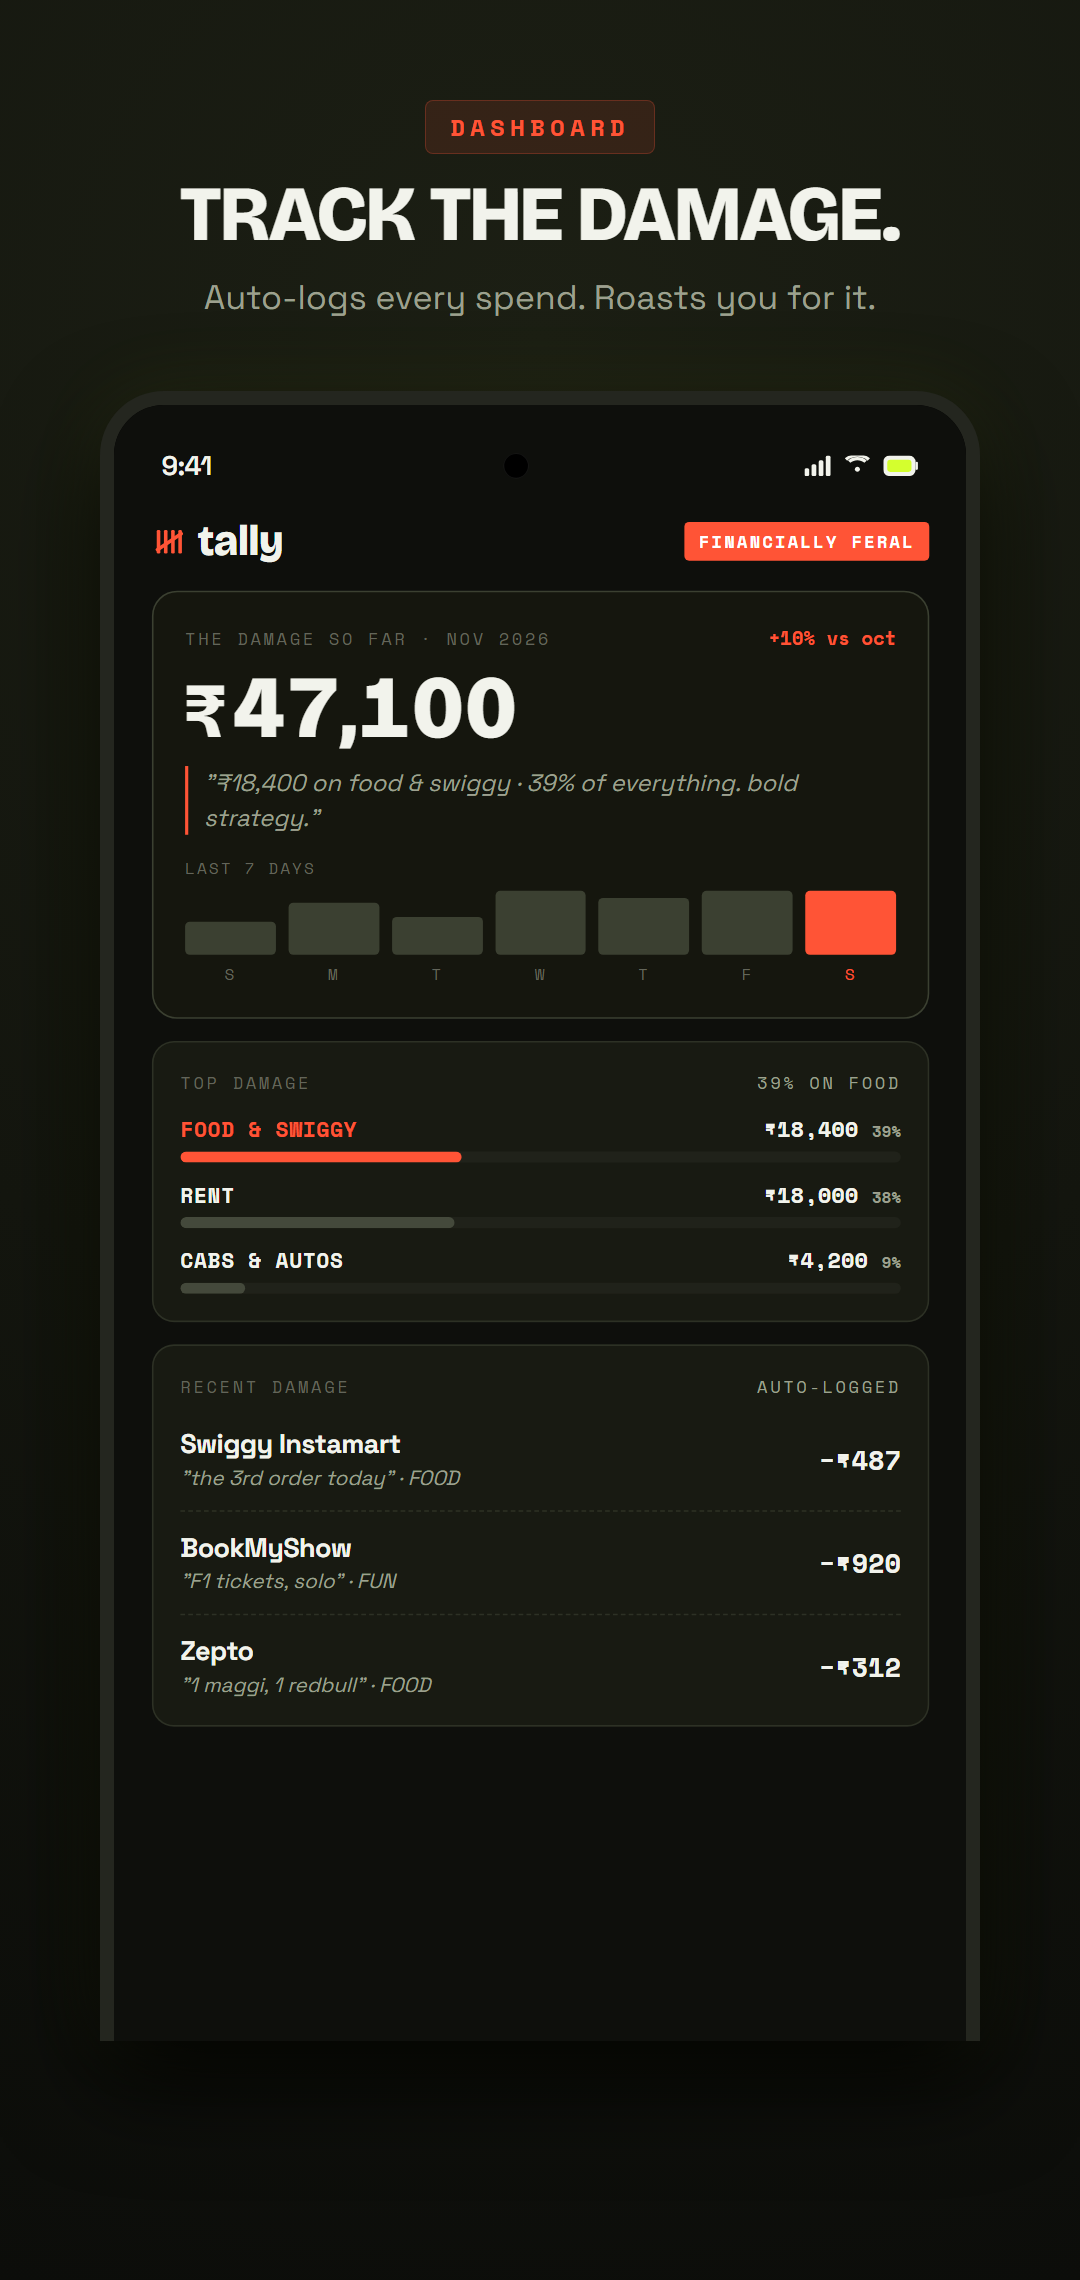 DASHBOARD
TRACK THE DAMAGE.
Auto-logs every spend. Roasts you for it.
9:41
tally
FINANCIALLY FERAL
THE DAMAGE SO FAR · NOV 2026
+10% vs oct
₹47,100
"₹18,400 on food & swiggy · 39% of everything. bold
strategy."
LAST 7 DAYS
S M T W T F S
TOP DAMAGE
39% ON FOOD
FOOD & SWIGGY
₹18,400 39%
RENT
₹18,000 38%
CABS & AUTOS
₹4,200 9%
RECENT DAMAGE
AUTO-LOGGED
Swiggy Instamart
"the 3rd order today" · FOOD
−₹487
BookMyShow
"F1 tickets, solo" · FUN
−₹920
Zepto
"1 maggi, 1 redbull" · FOOD
−₹312